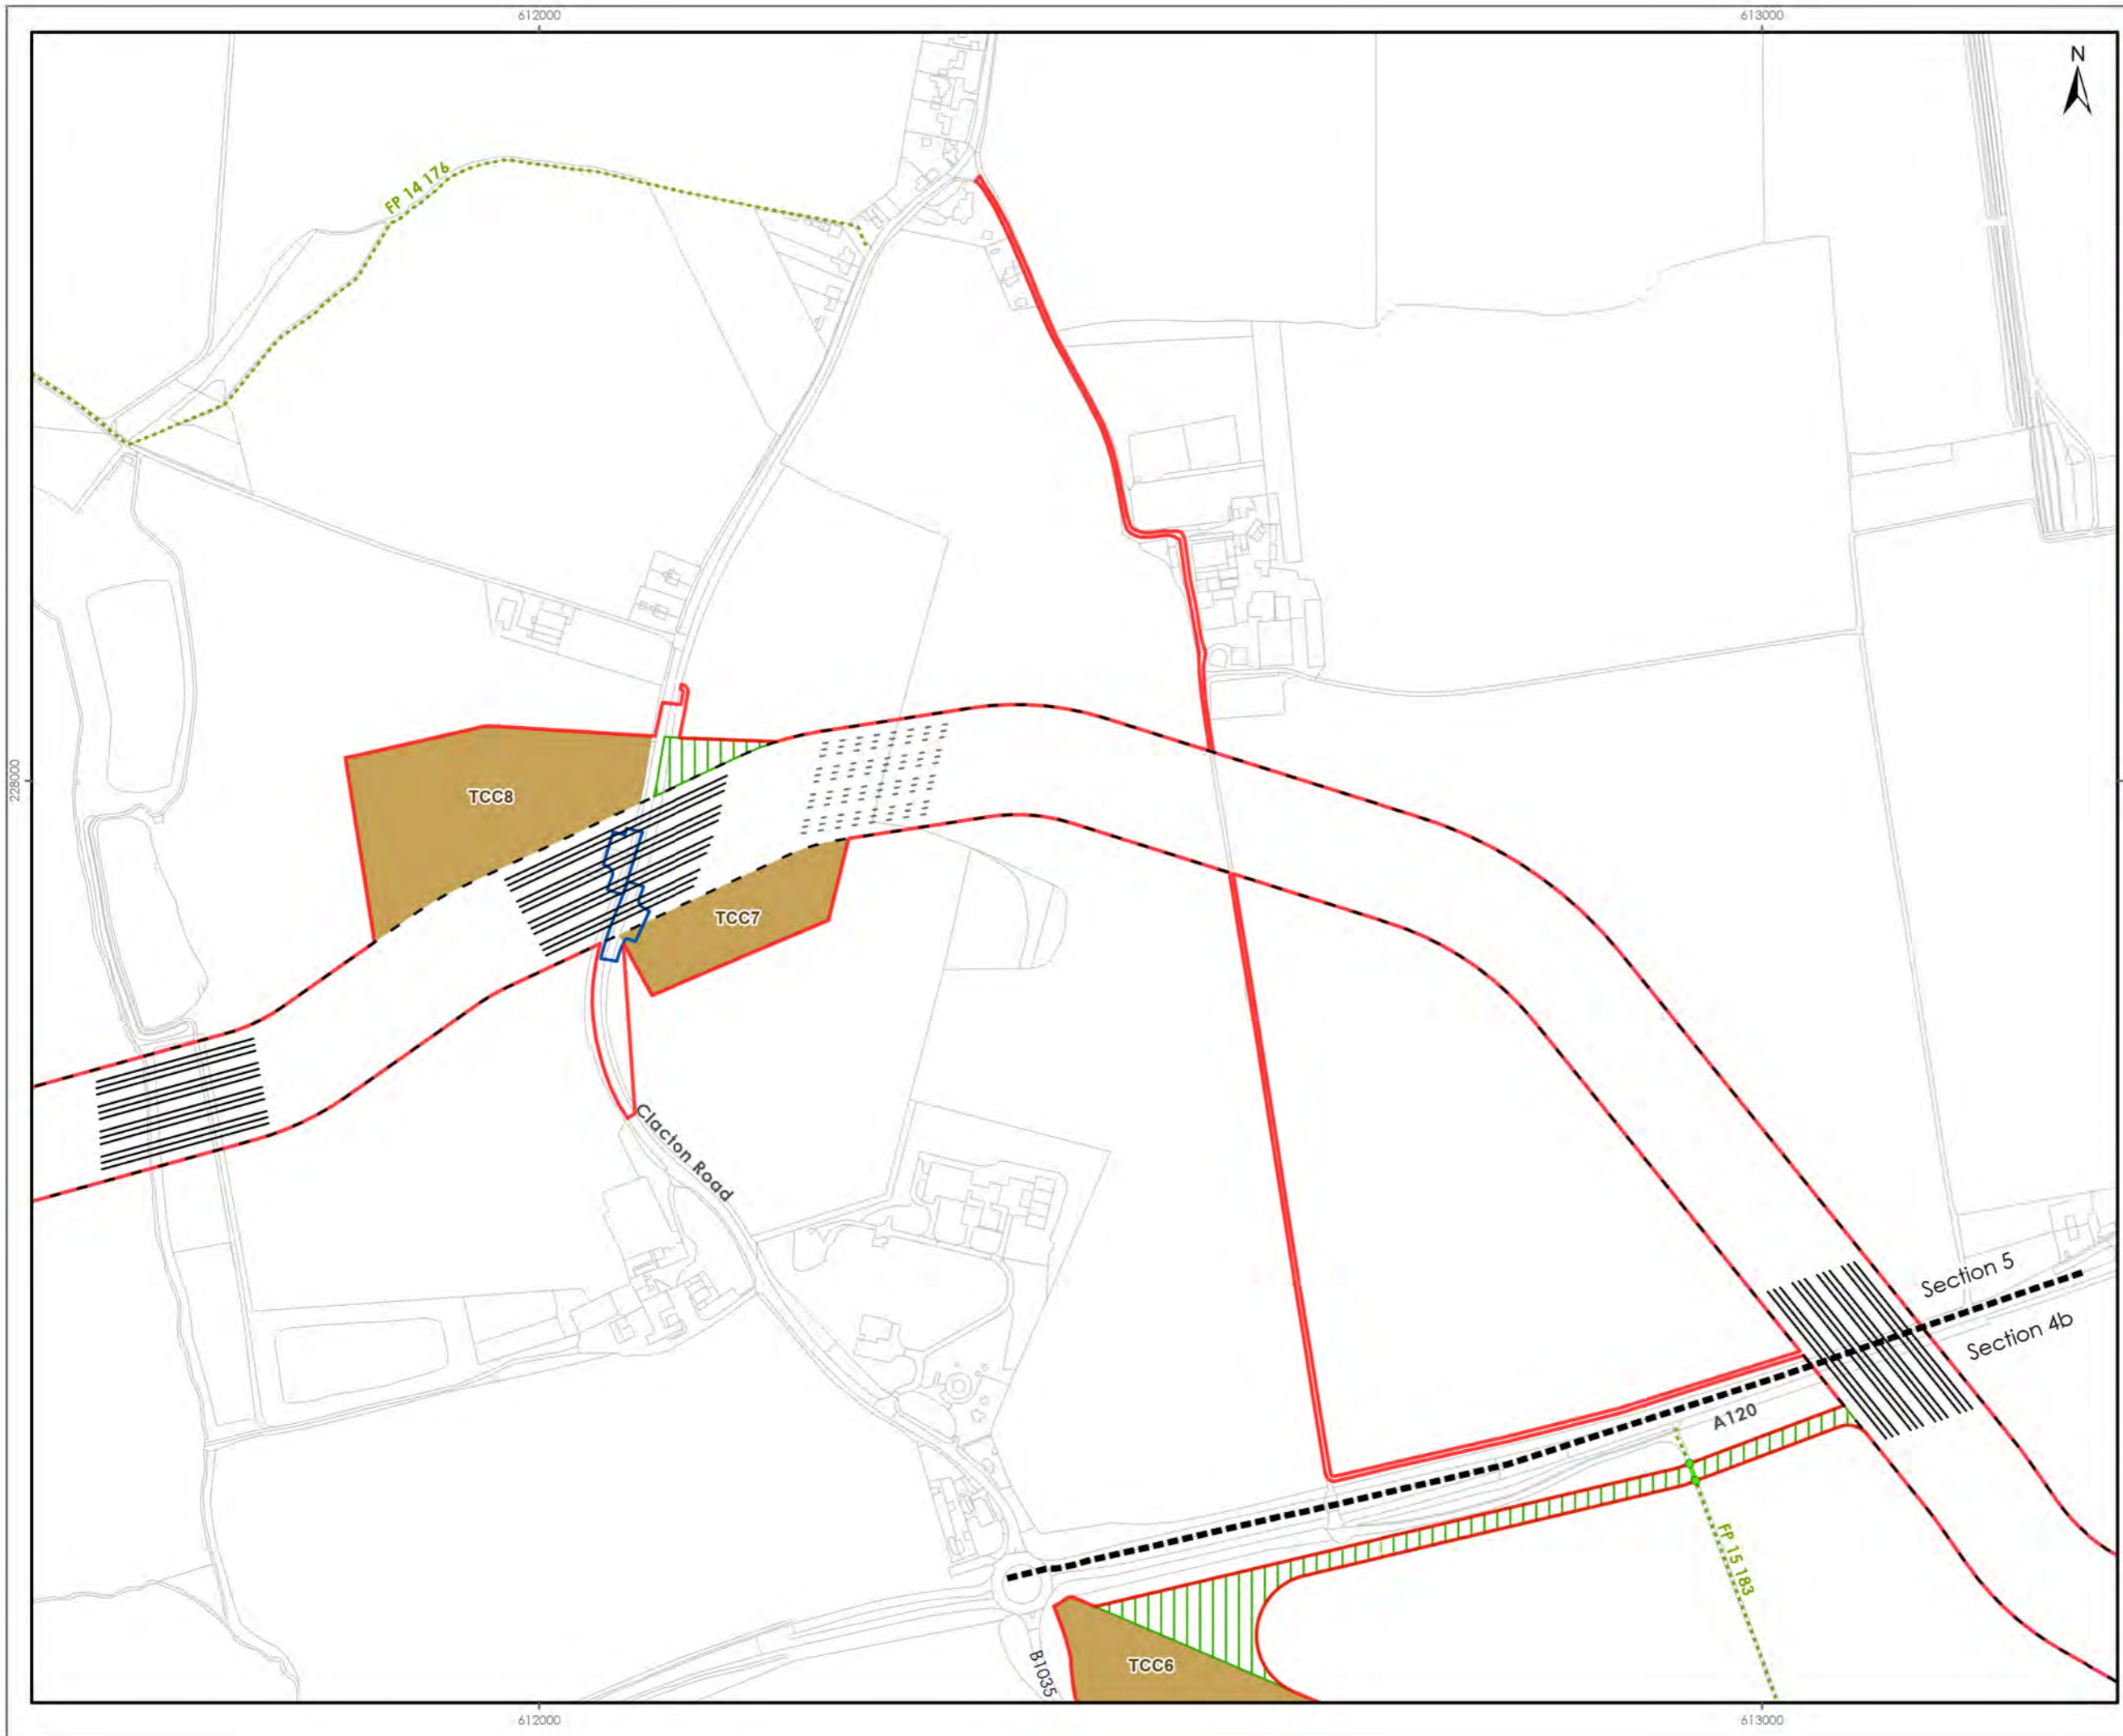 612000
613000
N
FP 14 176
228000
TCC8
TCC7
Clacton Road
Section 5
Section 4b
A120
FP 15 183
TCC6
B1035
612000
613000